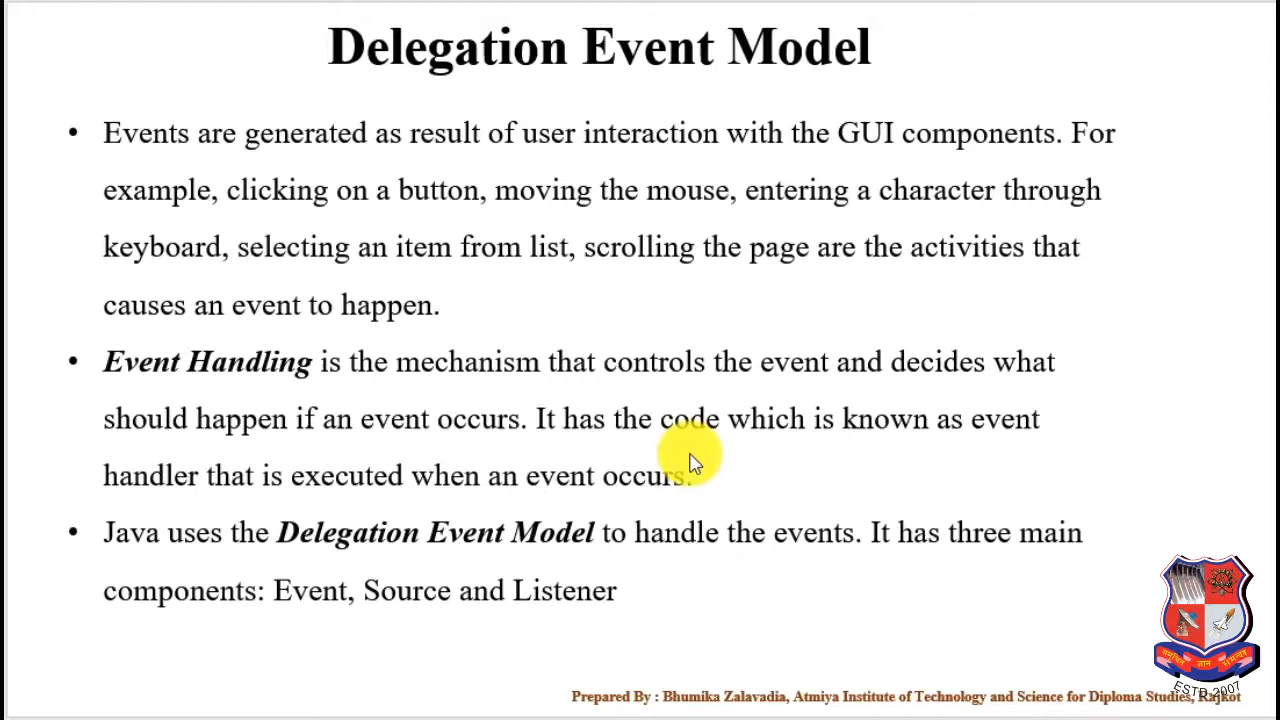 Delegation Event Model
• Events are generated as result of user interaction with the GUI components. For
example, clicking on a button, moving the mouse, entering a character through
keyboard, selecting an item from list, scrolling the page are the activities that
causes an event to happen.
• Event Handling is the mechanism that controls the event and decides what
should happen if an event occurs. It has the code which is known as event
handler that is executed when an event occurs.
• Java uses the Delegation Event Model to handle the events. It has three main
components: Event, Source and Listener
समुचित ज्ञान समन्वय
ESTD.2007
Prepared By : Bhumika Zalavadia, Atmiya Institute of Technology and Science for Diploma Studies, Rajkot